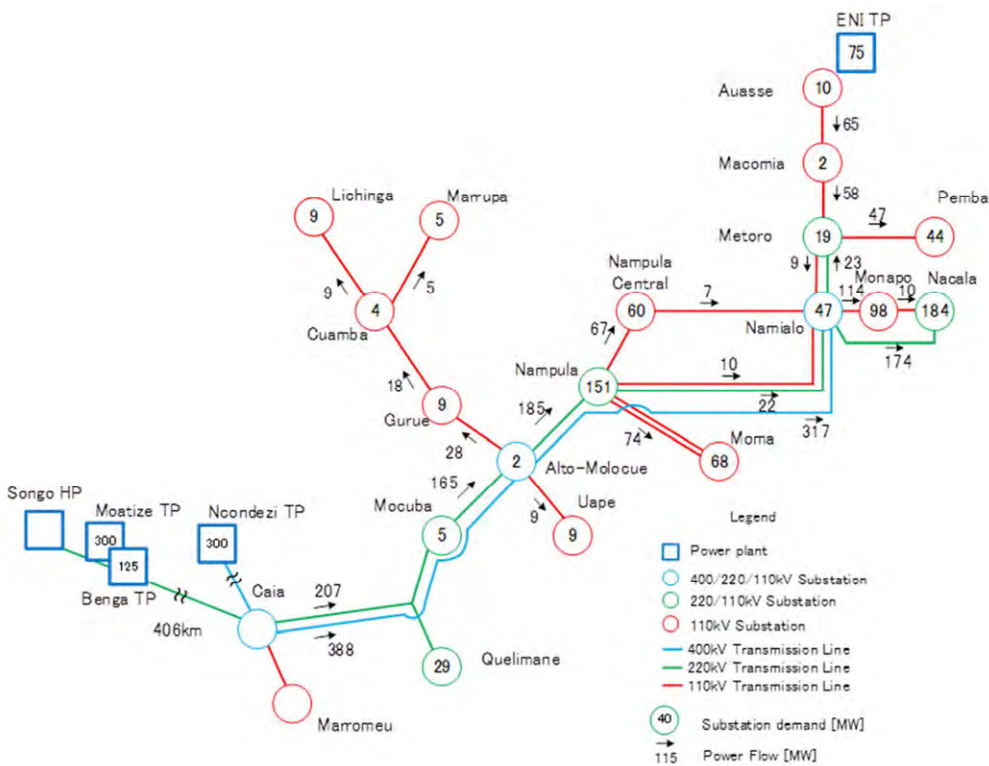 ENI TP
75
Auasse
10
65
Macomia
2
58
Pemba
Metoro
19
47
44
9
23
Lichinga
9
Marrupa
5
9
5
Cuamba
4
18
Gurue
9
28
Nampula
Central
60
7
67
Namialo
47
114
Monapo
98
10
Nacala
184
174
Nampula
151
10
22
317
185
74
Moma
68
2
Alto-Molocue
165
Mocuba
5
9
Uape
9
Songo HP
Moatize TP
300
125
Benga TP
Ncondezi TP
300
406km
Caia
207
388
29
Quelimane
Marromeu
Legend
Power plant
400/220/110kV Substation
220/110kV Substation
110kV Substation
400kV Transmission Line
220kV Transmission Line
110kV Transmission Line
40
Substation demand [MW]
115
Power Flow [MW]